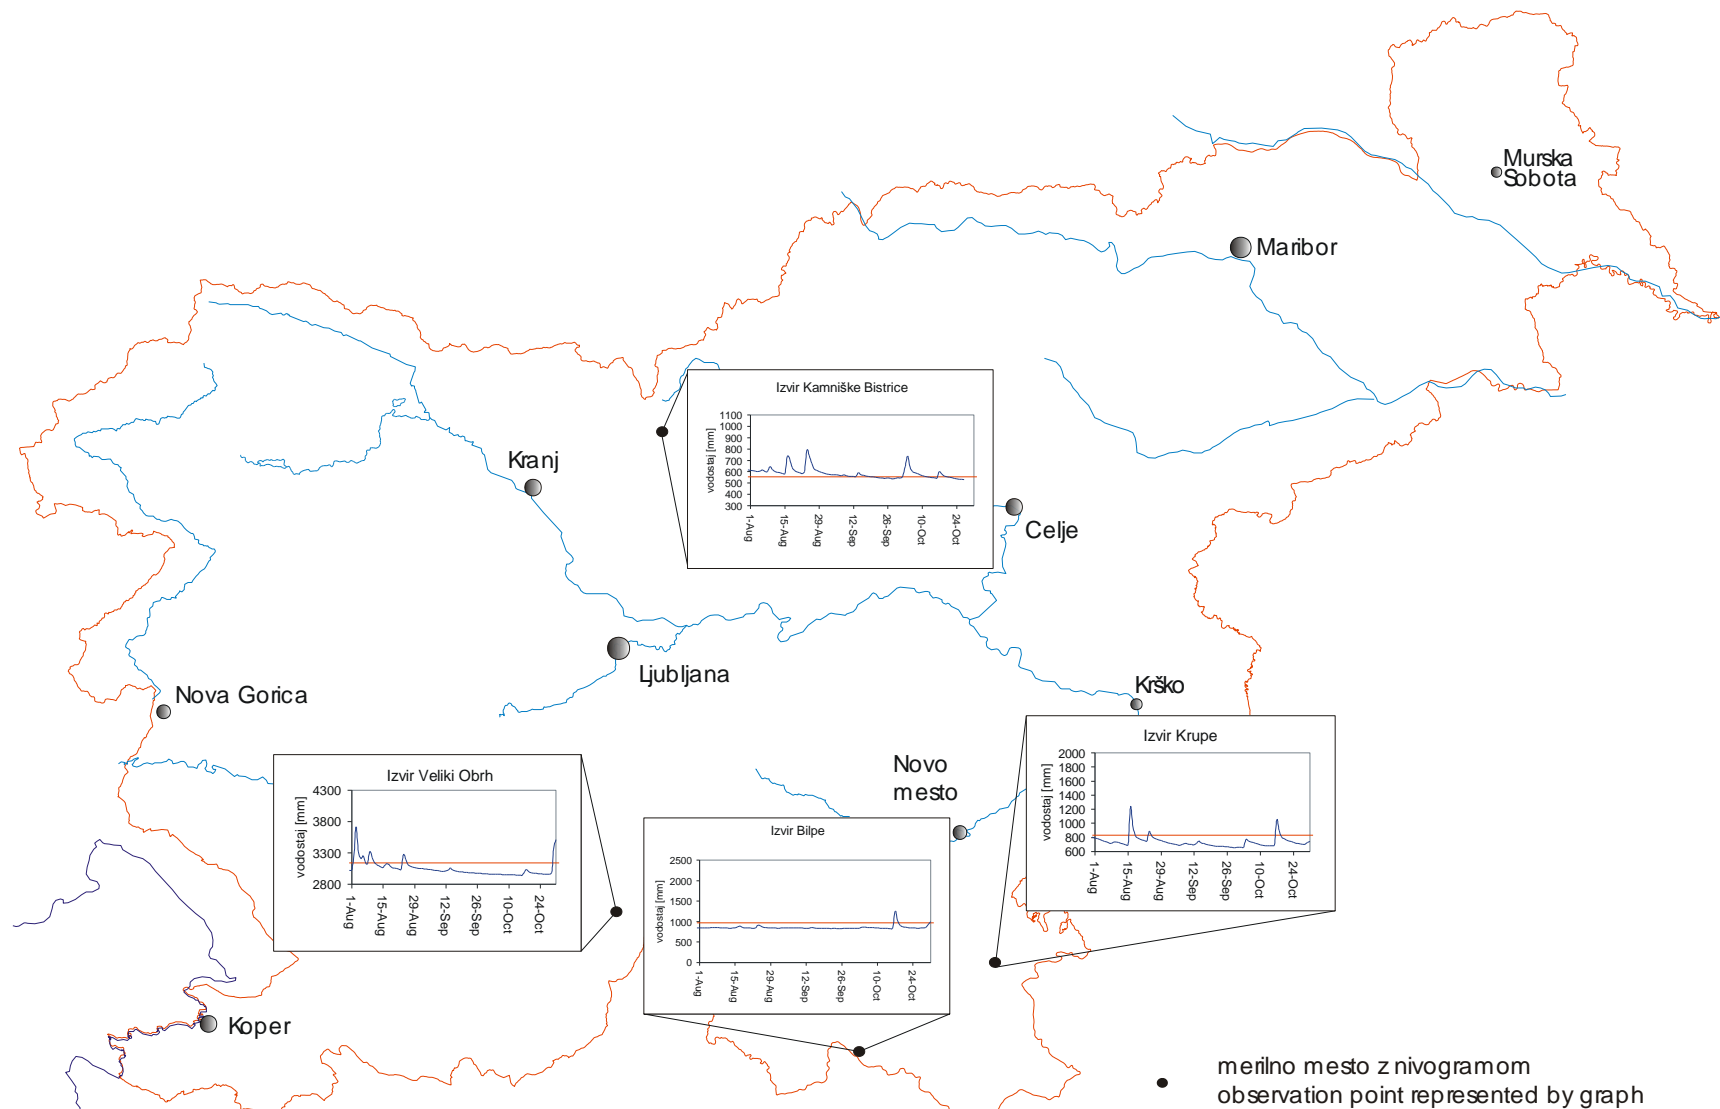 Murska
Sobota
Maribor
Izvir Kamniške Bistrice
vodostaj [mm]
1100
1000
900
800
700
600
500
400
300
1-Aug
15-Aug
29-Aug
12-Sep
26-Sep
10-Oct
24-Oct
Kranj
Celje
Ljubljana
Nova Gorica
Krško
Izvir Krupe
vodostaj [mm]
2000
1800
1600
1400
1200
1000
800
600
1-Aug
15-Aug
29-Aug
12-Sep
26-Sep
10-Oct
24-Oct
Izvir Veliki Obrh
vodostaj [mm]
4300
3800
3300
2800
1-Aug
15-Aug
29-Aug
12-Sep
26-Sep
10-Oct
24-Oct
Novo
mesto
Izvir Bilpe
vodostaj [mm]
2500
2000
1500
1000
500
0
1-Aug
15-Aug
29-Aug
12-Sep
26-Sep
10-Oct
24-Oct
Koper
merilno mesto z nivogramom
observation point represented by graph